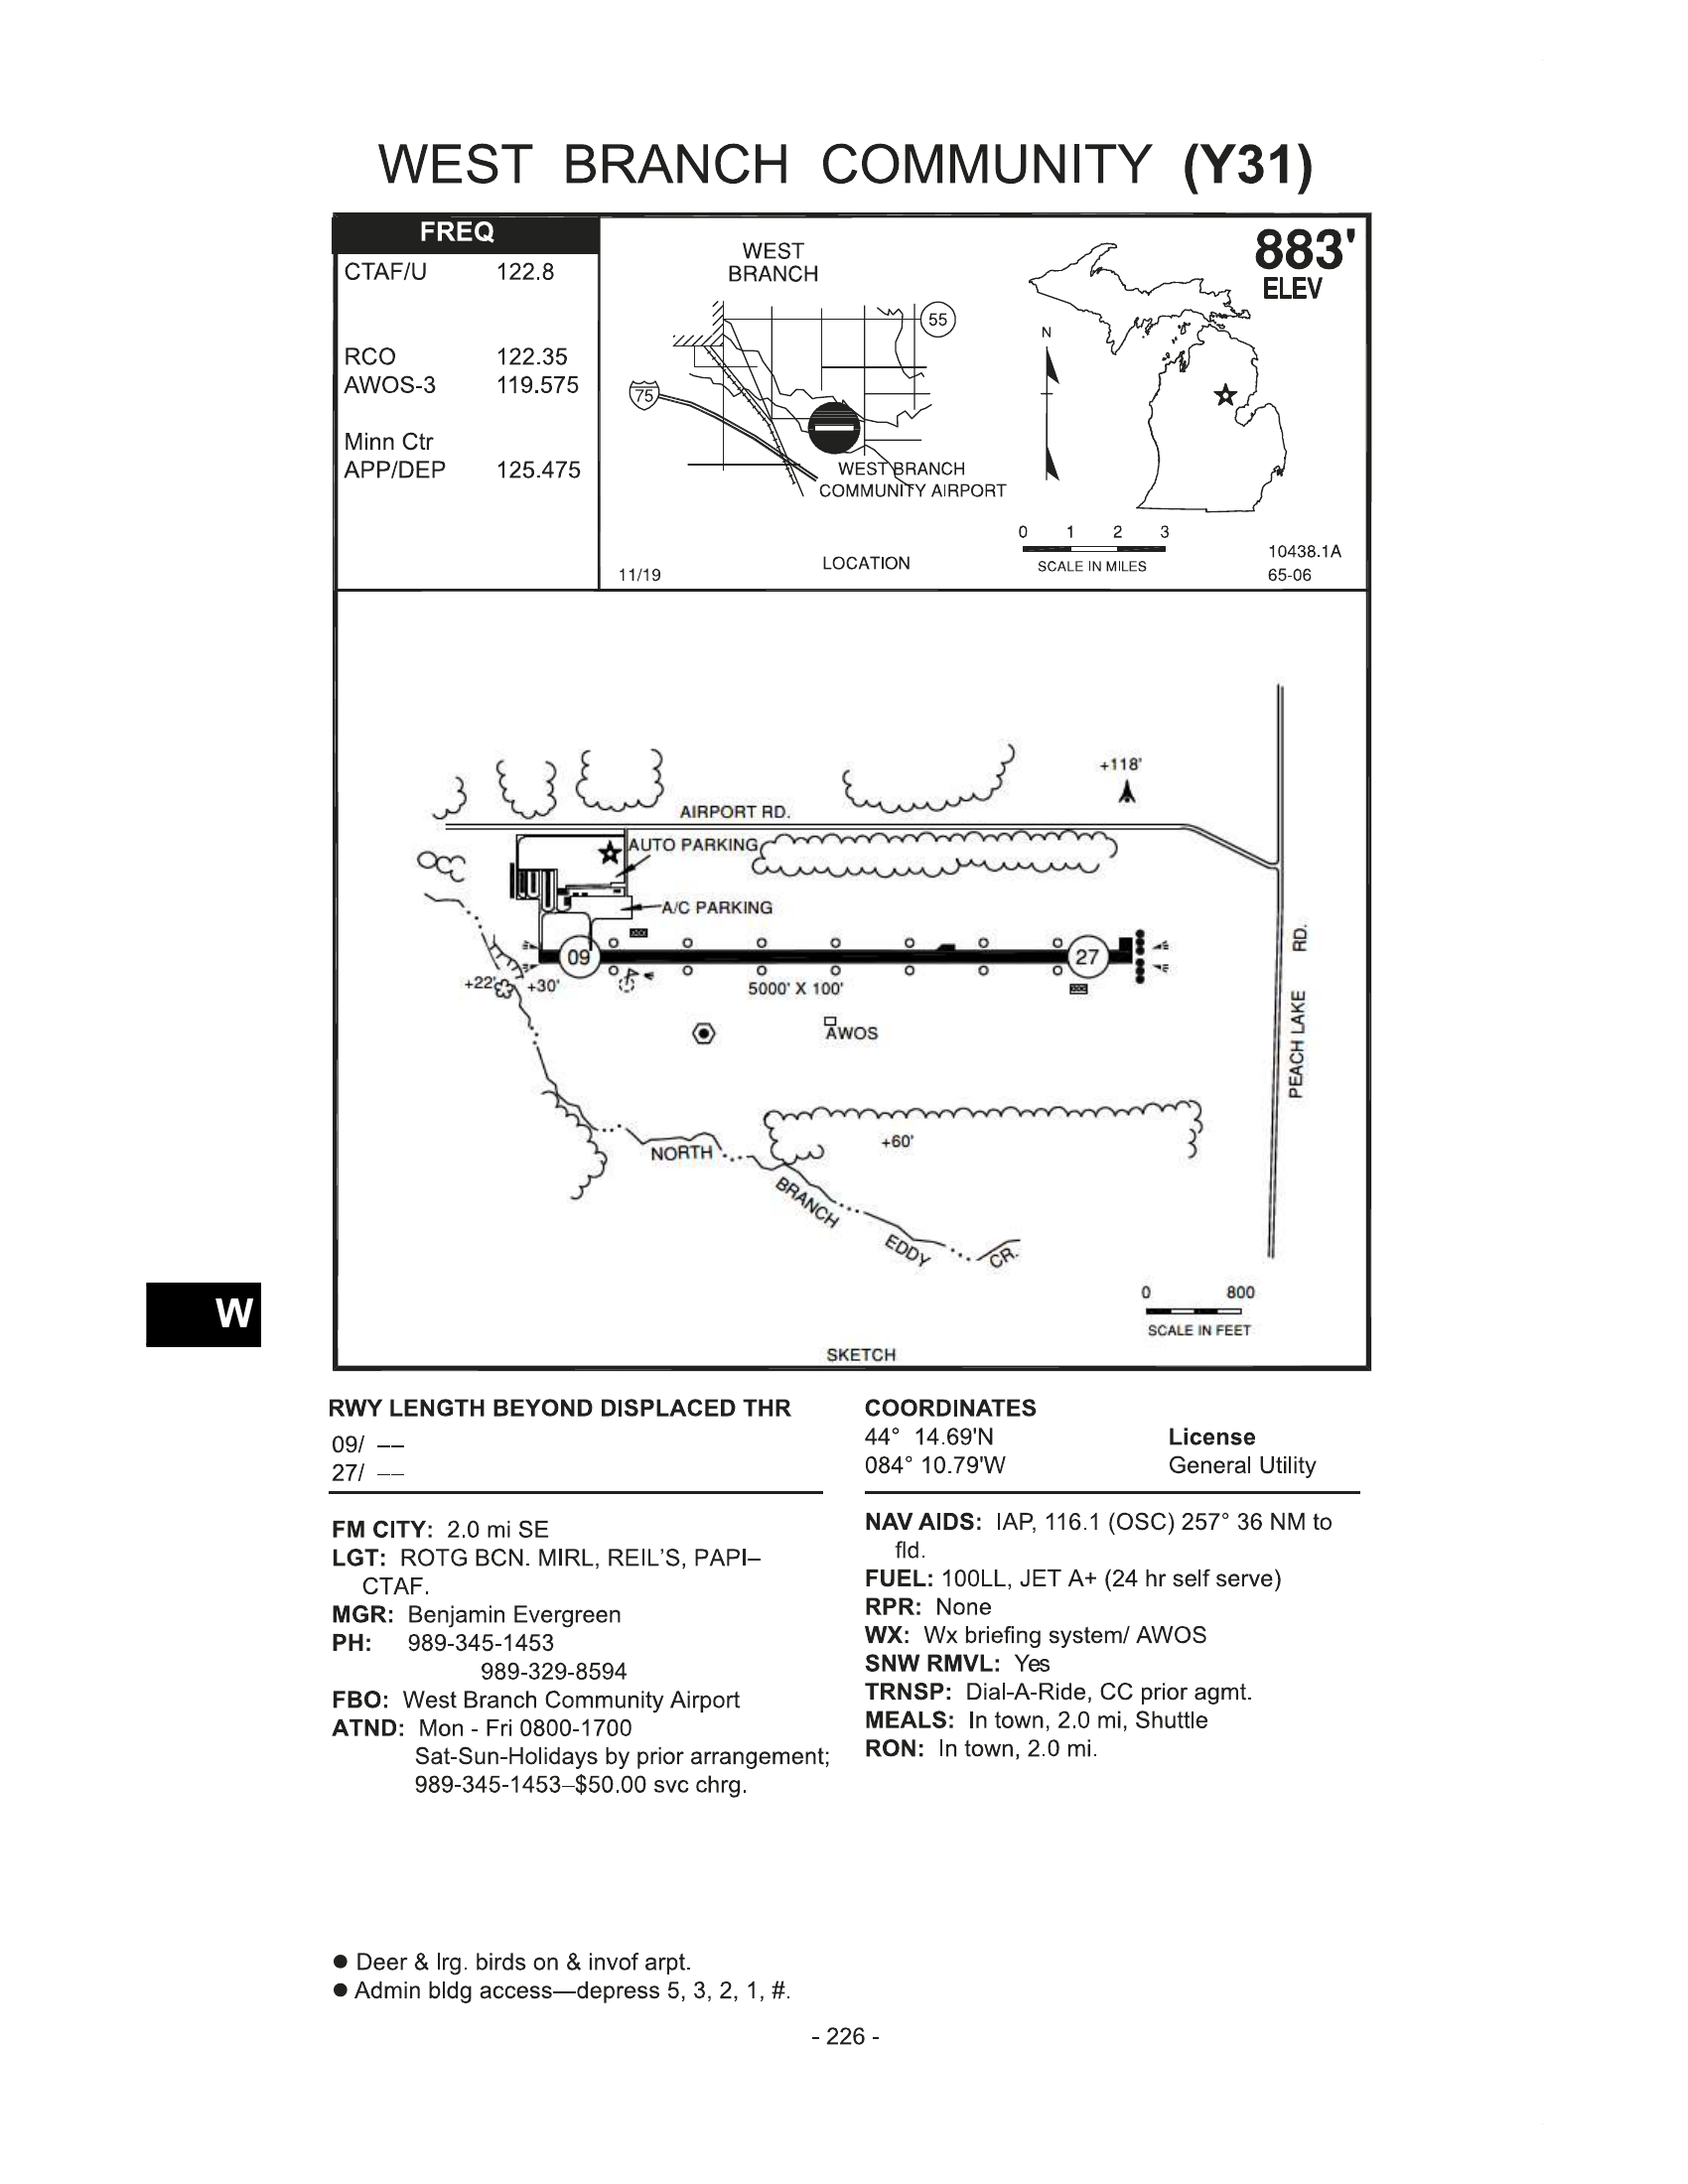 WEST BRANCH COMMUNITY (Y31)
FREQ
CTAF/U 122.8
RCO 122.35
AWOS-3 119.575
Minn Ctr
APP/DEP 125.475
WEST
BRANCH
55
75
WEST BRANCH
COMMUNITY AIRPORT
LOCATION
11/19
883'
ELEV
N
0 1 2 3
SCALE IN MILES
10438.1A
65-06
+118'
AIRPORT RD.
AUTO PARKING
A/C PARKING
09
27
+22'
+30'
5000' X 100'
AWOS
PEACH LAKE RD.
+60'
NORTH
BRANCH
EDDY
CR.
0 800
SCALE IN FEET
SKETCH
W
RWY LENGTH BEYOND DISPLACED THR
09/ ––
27/ ––
COORDINATES
44° 14.69'N
084° 10.79'W
License
General Utility
FM CITY: 2.0 mi SE
LGT: ROTG BCN. MIRL, REIL'S, PAPI–
CTAF.
MGR: Benjamin Evergreen
PH: 989-345-1453
989-329-8594
FBO: West Branch Community Airport
ATND: Mon - Fri 0800-1700
Sat-Sun-Holidays by prior arrangement;
989-345-1453–$50.00 svc chrg.
NAV AIDS: IAP, 116.1 (OSC) 257° 36 NM to
fld.
FUEL: 100LL, JET A+ (24 hr self serve)
RPR: None
WX: Wx briefing system/ AWOS
SNW RMVL: Yes
TRNSP: Dial-A-Ride, CC prior agmt.
MEALS: In town, 2.0 mi, Shuttle
RON: In town, 2.0 mi.
● Deer & lrg. birds on & invof arpt.
● Admin bldg access—depress 5, 3, 2, 1, #.
- 226 -